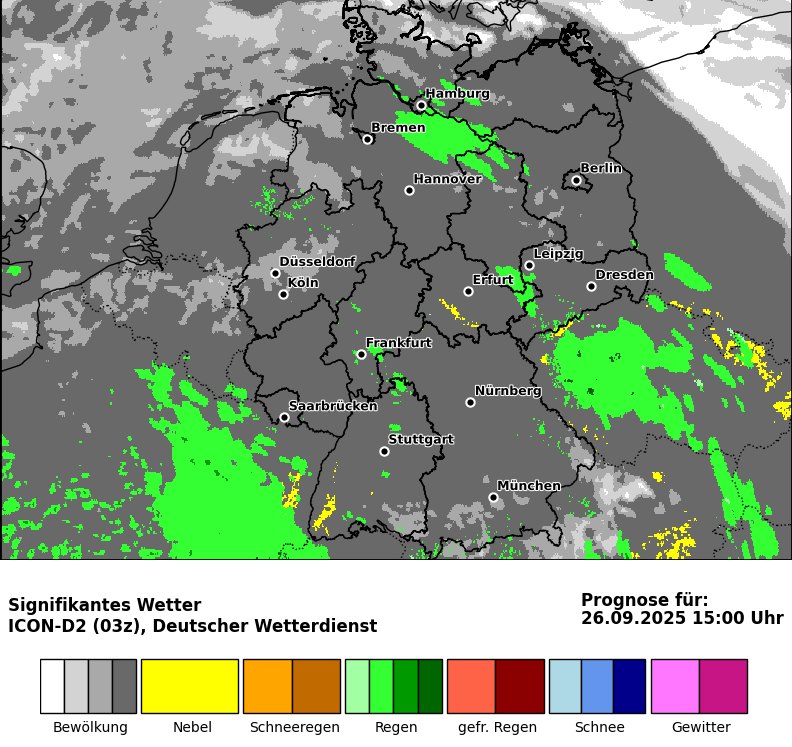 Hamburg
Bremen
Berlin
Hannover
Leipzig
Düsseldorf
Dresden
Erfurt
Köln
Frankfurt
Nürnberg
Saarbrücken
Stuttgart
München
Signifikantes Wetter
ICON-D2 (03z), Deutscher Wetterdienst
Prognose für:
26.09.2025 15:00 Uhr
Bewölkung Nebel Schneeregen Regen gefr. Regen Schnee Gewitter